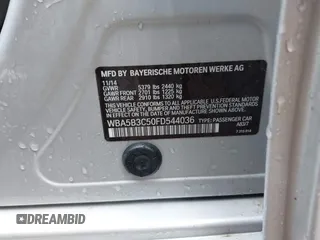 MFD BY BAYERISCHE MOTOREN WERKE AG
11/14
GVWR 5379 lbs 2440 kg
GAWR FRONT 2701 lbs 1225 kg
GAWR REAR 2910 lbs 1320 kg
THIS VEHICLE CONFORMS TO ALL APPLICABLE U.S. FEDERAL MOTOR
VEHICLE SAFETY, BUMPER, AND THEFT PREVENTION STANDARDS
IN EFFECT ON THE DATE OF MANUFACTURE SHOWN ABOVE.
WBA5B3C50FD544036 TYPE: PASSENGER CAR
DREAMBID